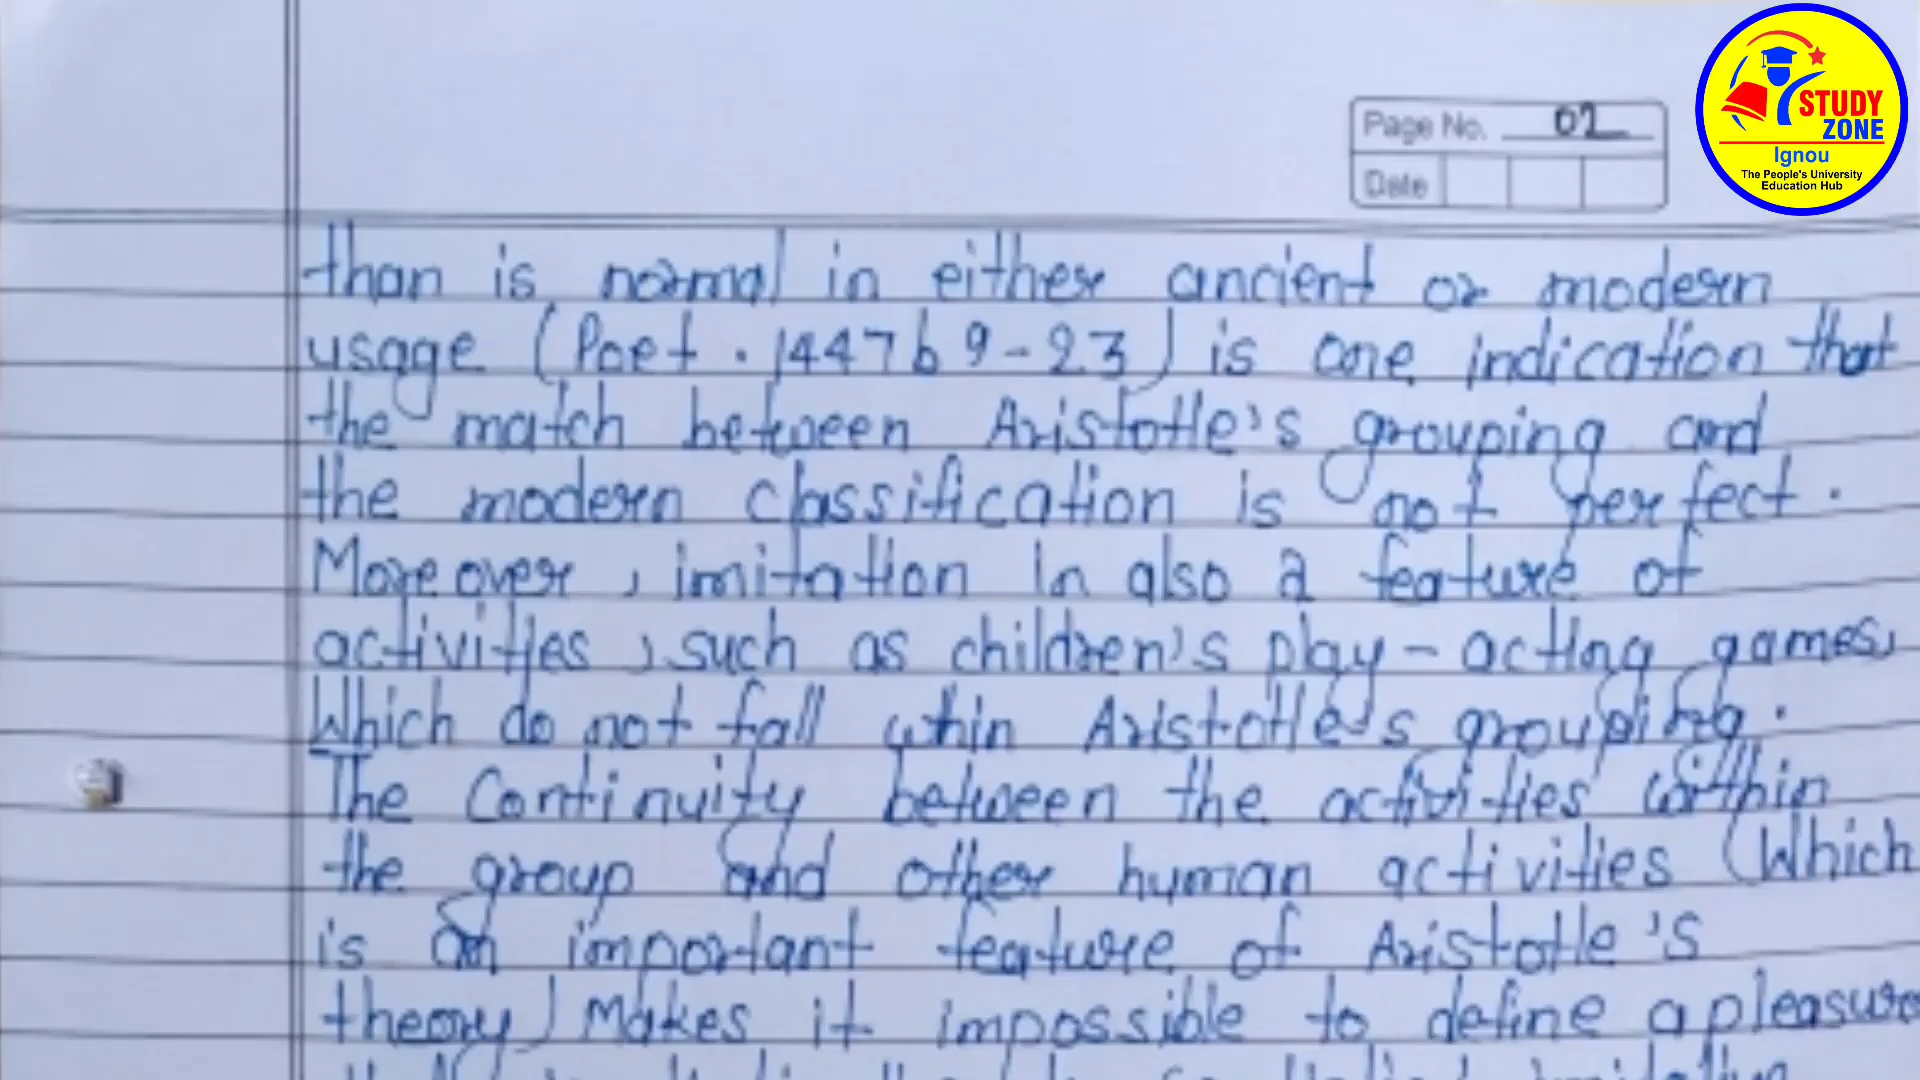 Page No. 02
Date
STUDY
ZONE
Ignou
The People's University
Education Hub
than is normal in either ancient or modern
usage (Poet. 1447b 9-23) is one indication that
the match between Aristotle's grouping and
the modern classification is not perfect.
Moreover, imitation in also a feature of
activities, such as children's play-acting games,
Which do not fall whin Aristotle's grouping.
The Continuity between the activities within
the group and other human activities (Which
is an important feature of Aristotle's
theory) Makes it impossible to define a pleasure